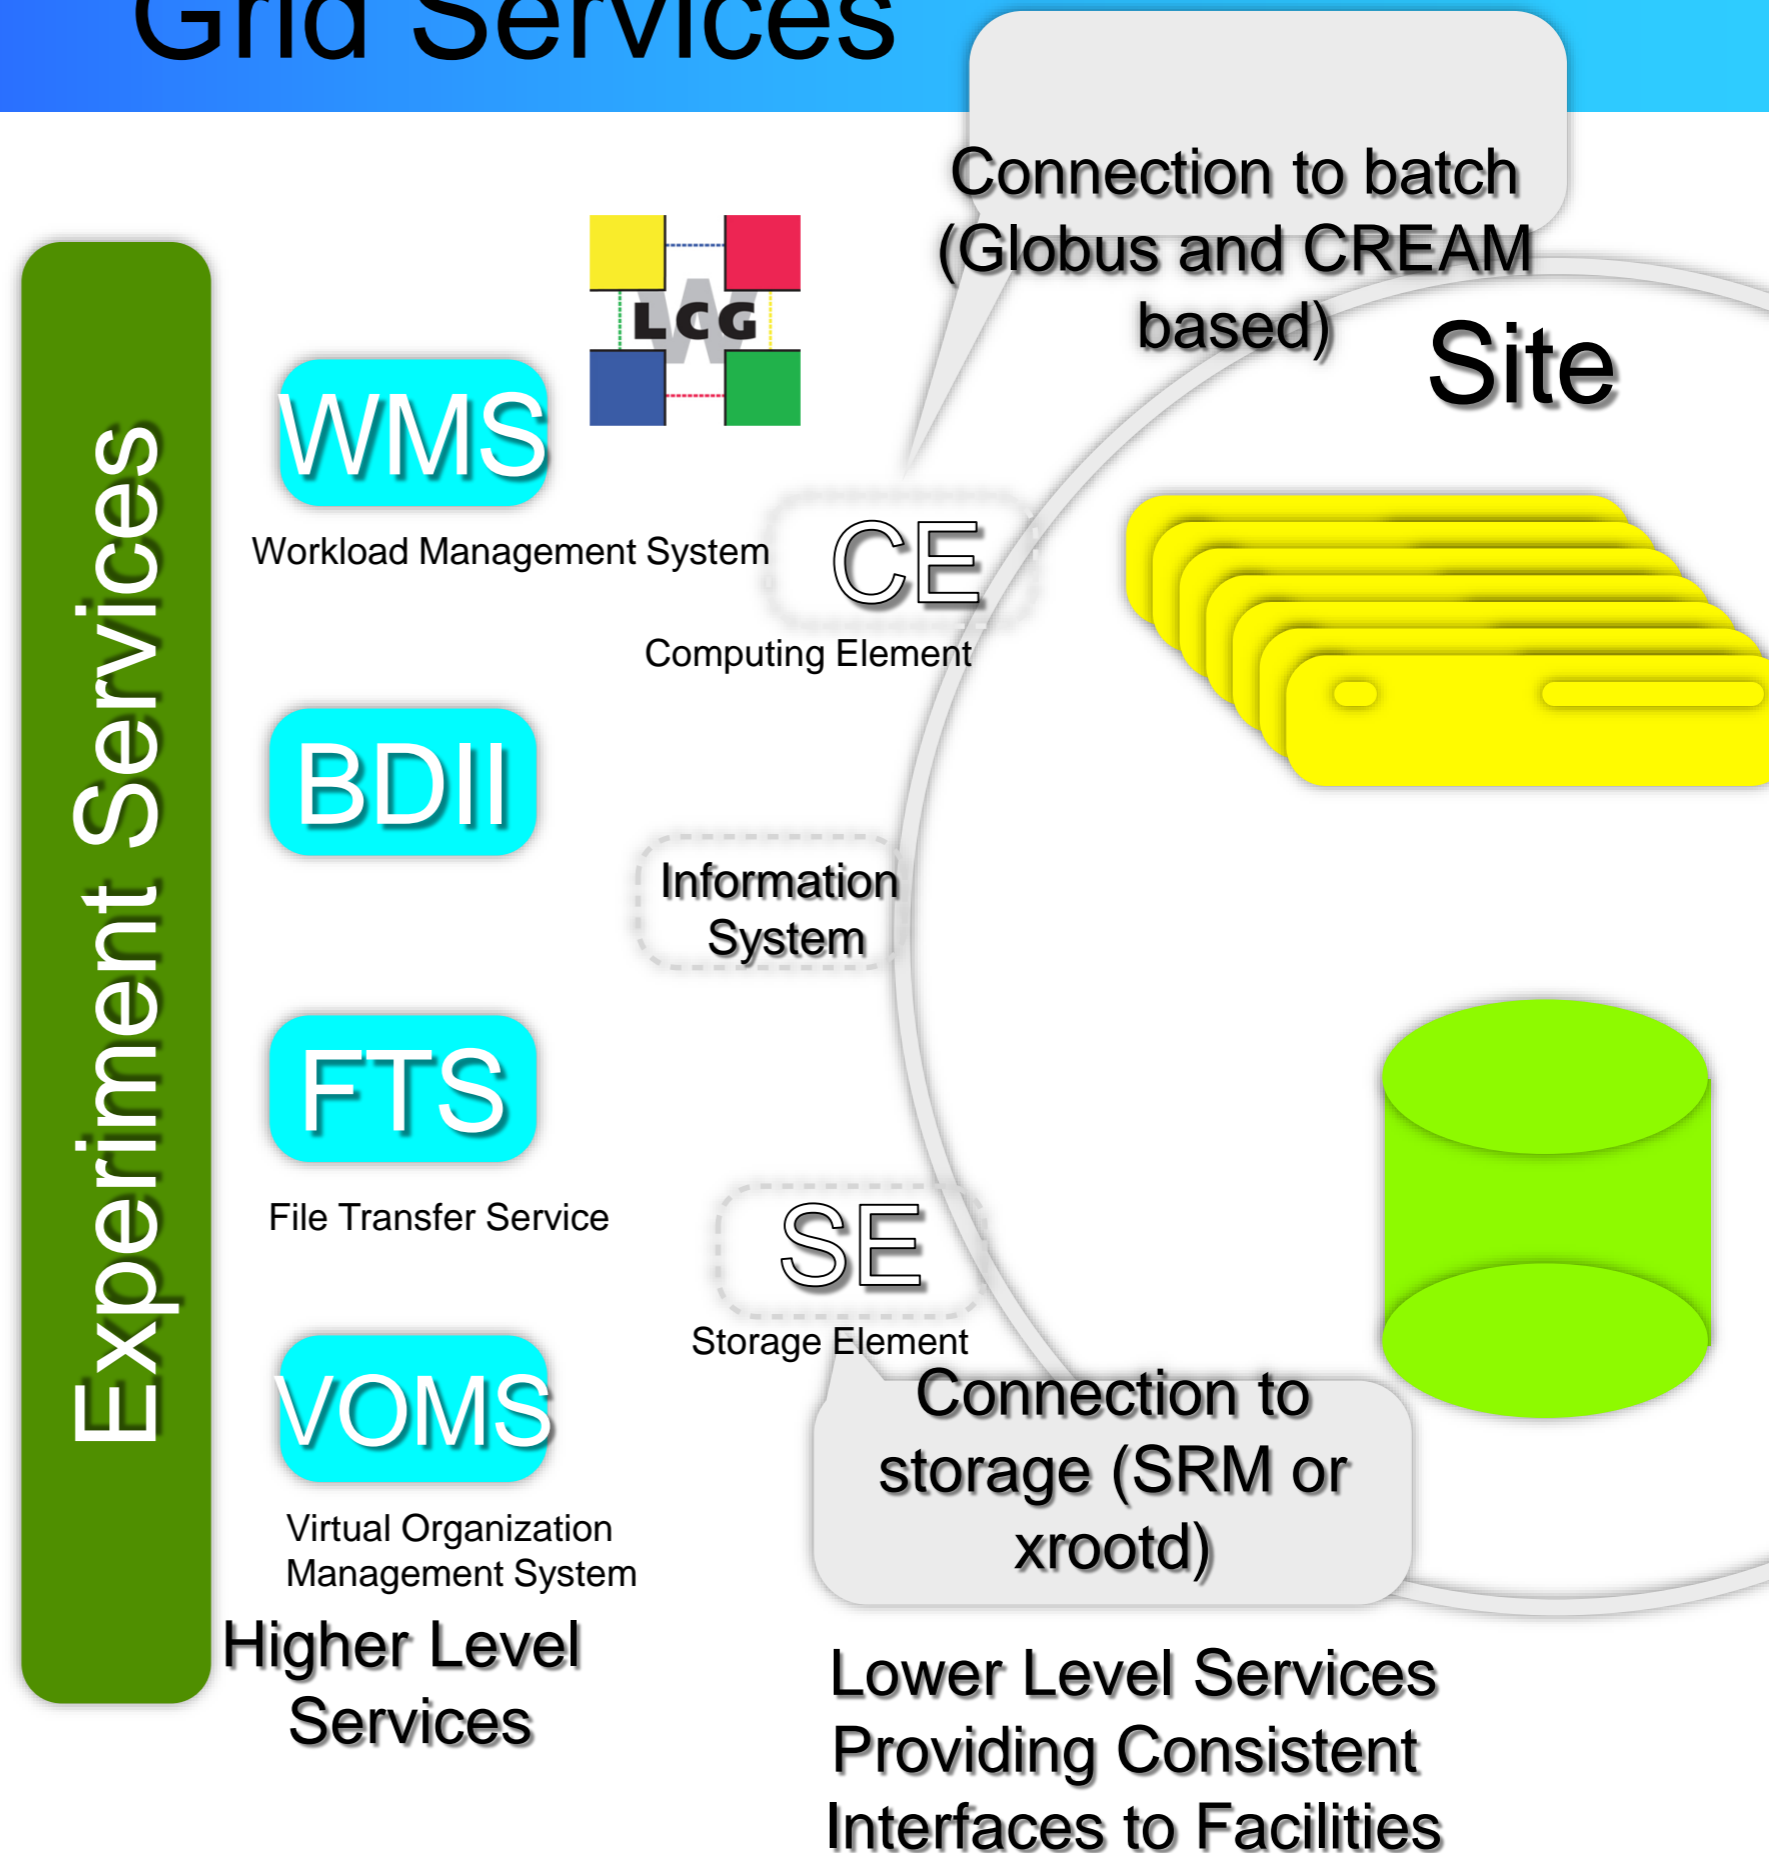 Grid Services
Connection to batch
(Globus and CREAM
based)
Site
LCG
W
WMS
Workload Management System
CE
Computing Element
Experiment Services
BDII
Information
System
FTS
File Transfer Service
SE
Storage Element
Connection to
storage (SRM or
xrootd)
VOMS
Virtual Organization
Management System
Higher Level
Services
Lower Level Services
Providing Consistent
Interfaces to Facilities